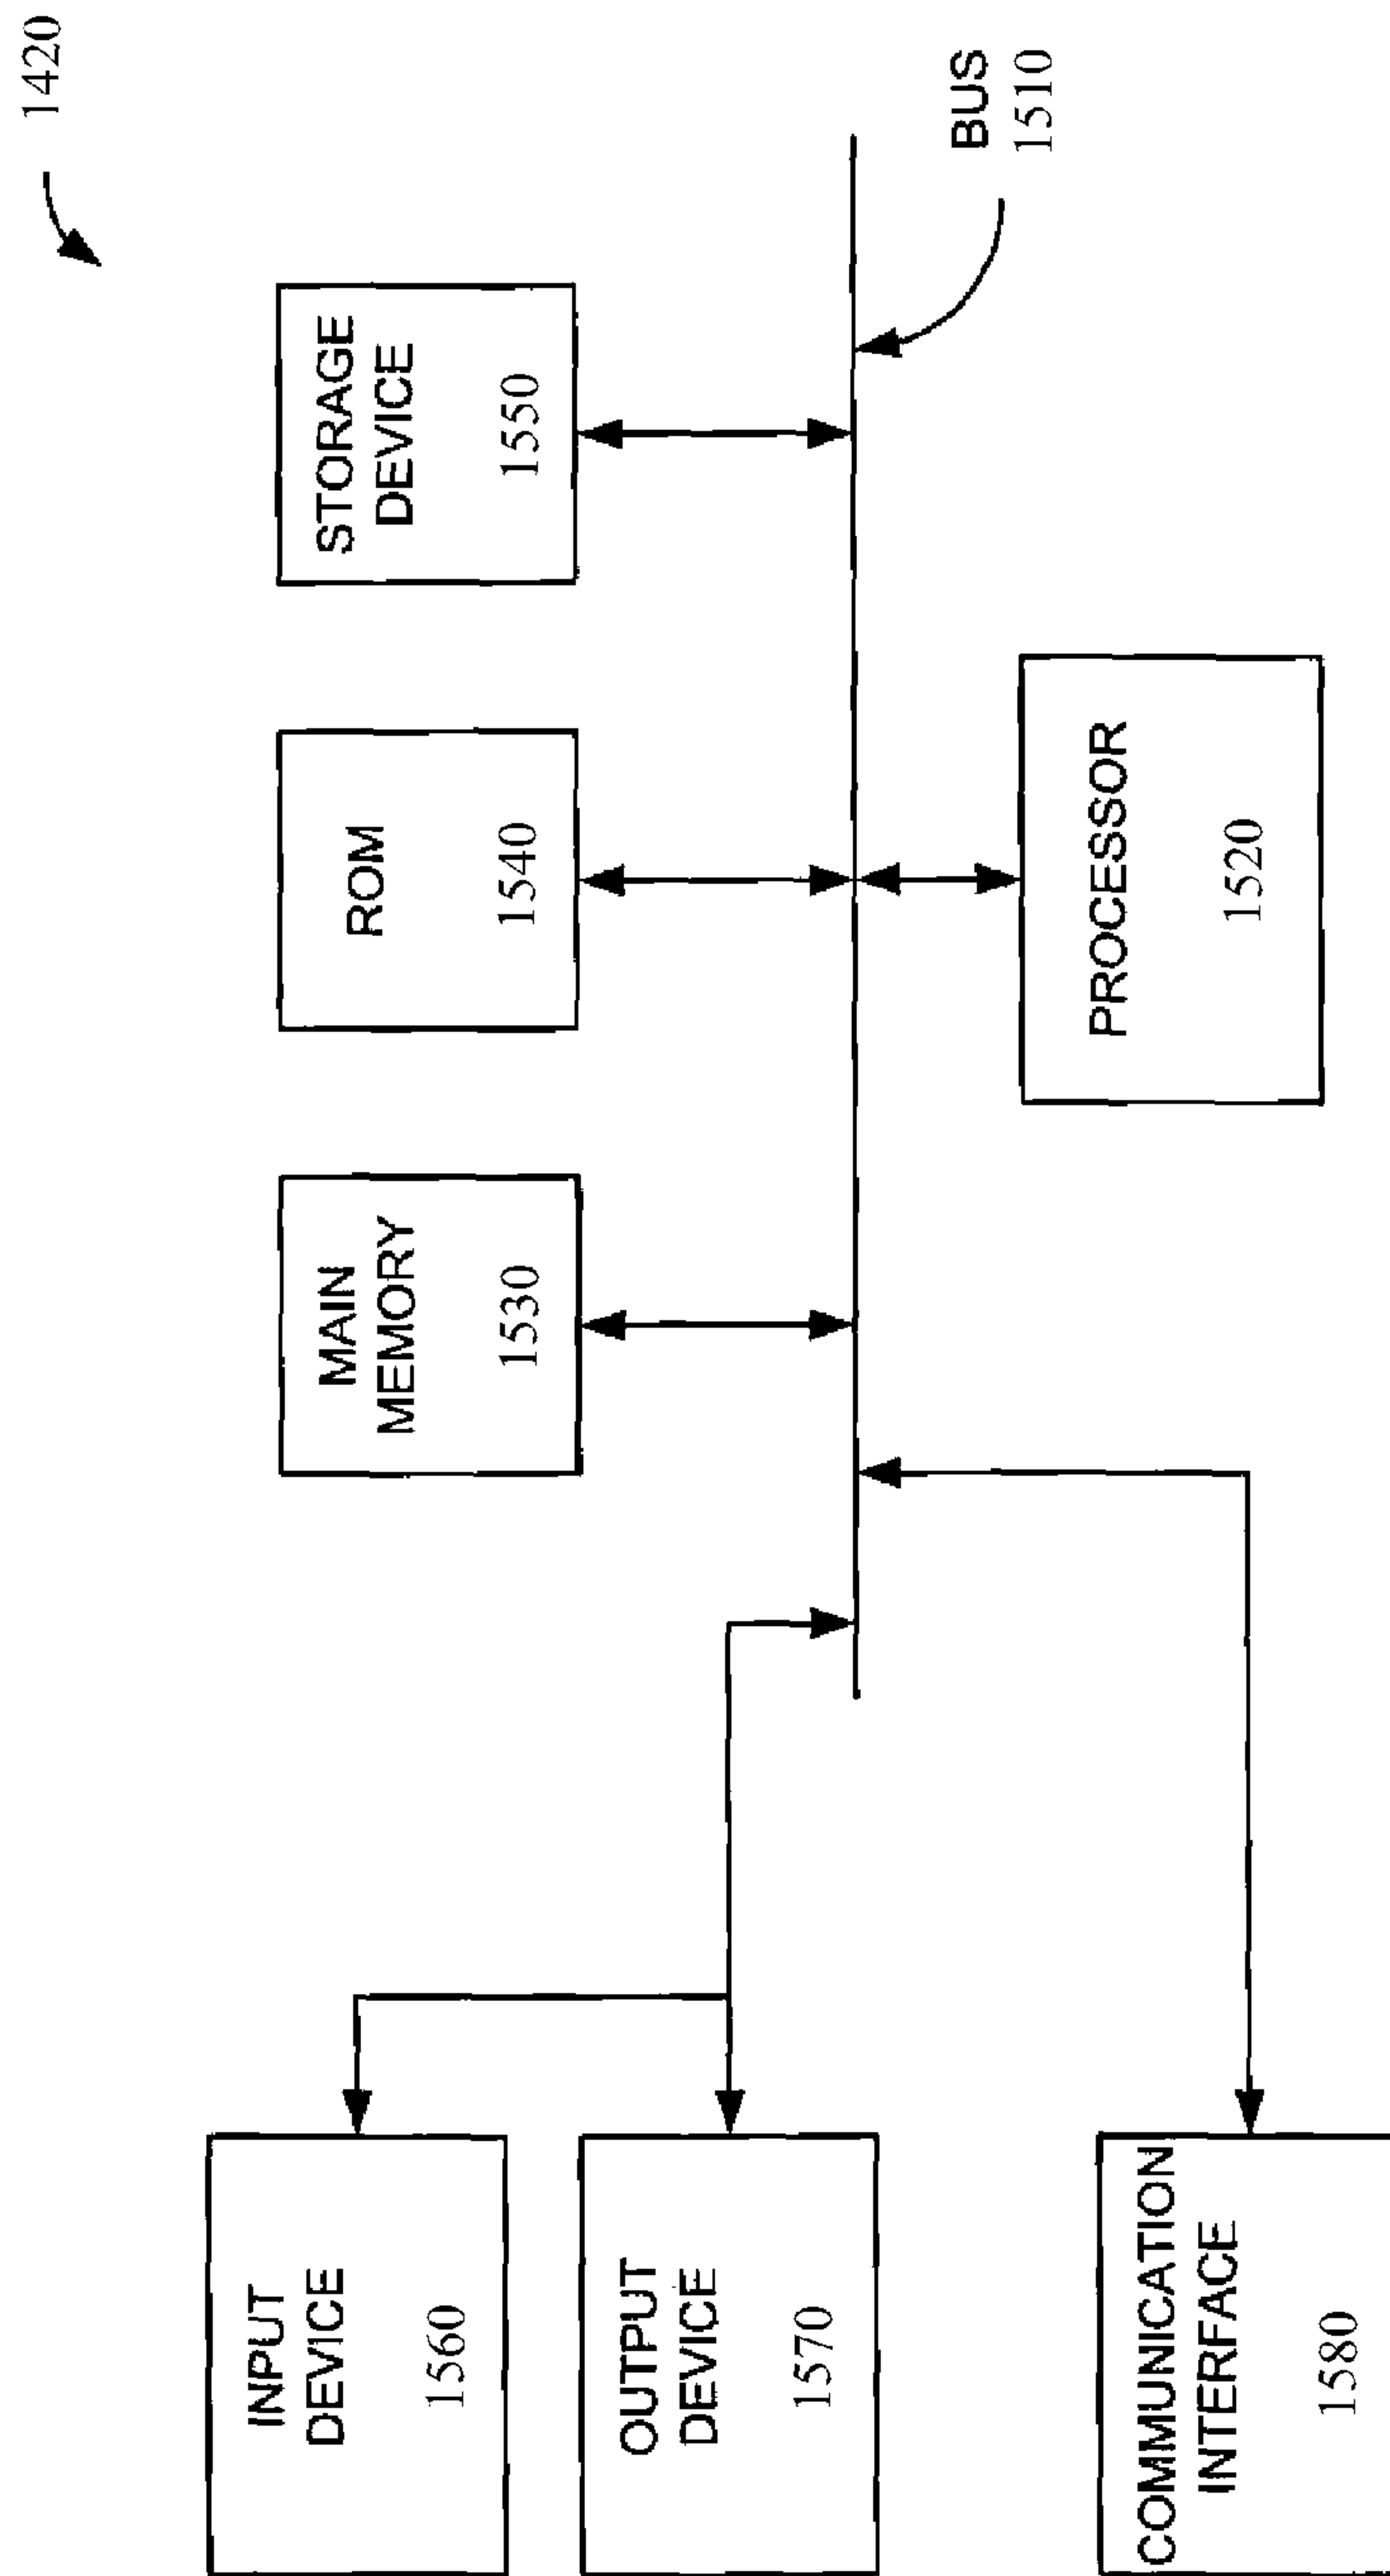 1420
INPUT
DEVICE
1560
OUTPUT
DEVICE
1570
COMMUNICATION
INTERFACE
1580
MAIN
MEMORY
1530
ROM
1540
STORAGE
DEVICE
1550
BUS
1510
PROCESSOR
1520